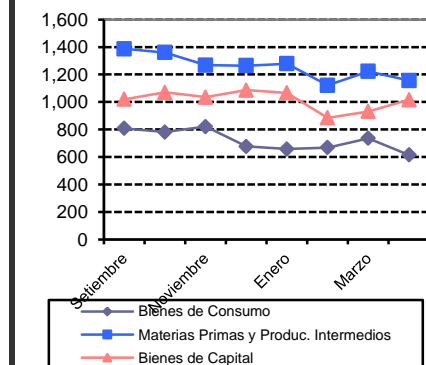 1,600
1,400
1,200
1,000
800
600
400
200
0
Setiembre
Noviembre
Enero
Marzo
Bienes de Consumo
Materias Primas y Produc. Intermedios
Bienes de Capital